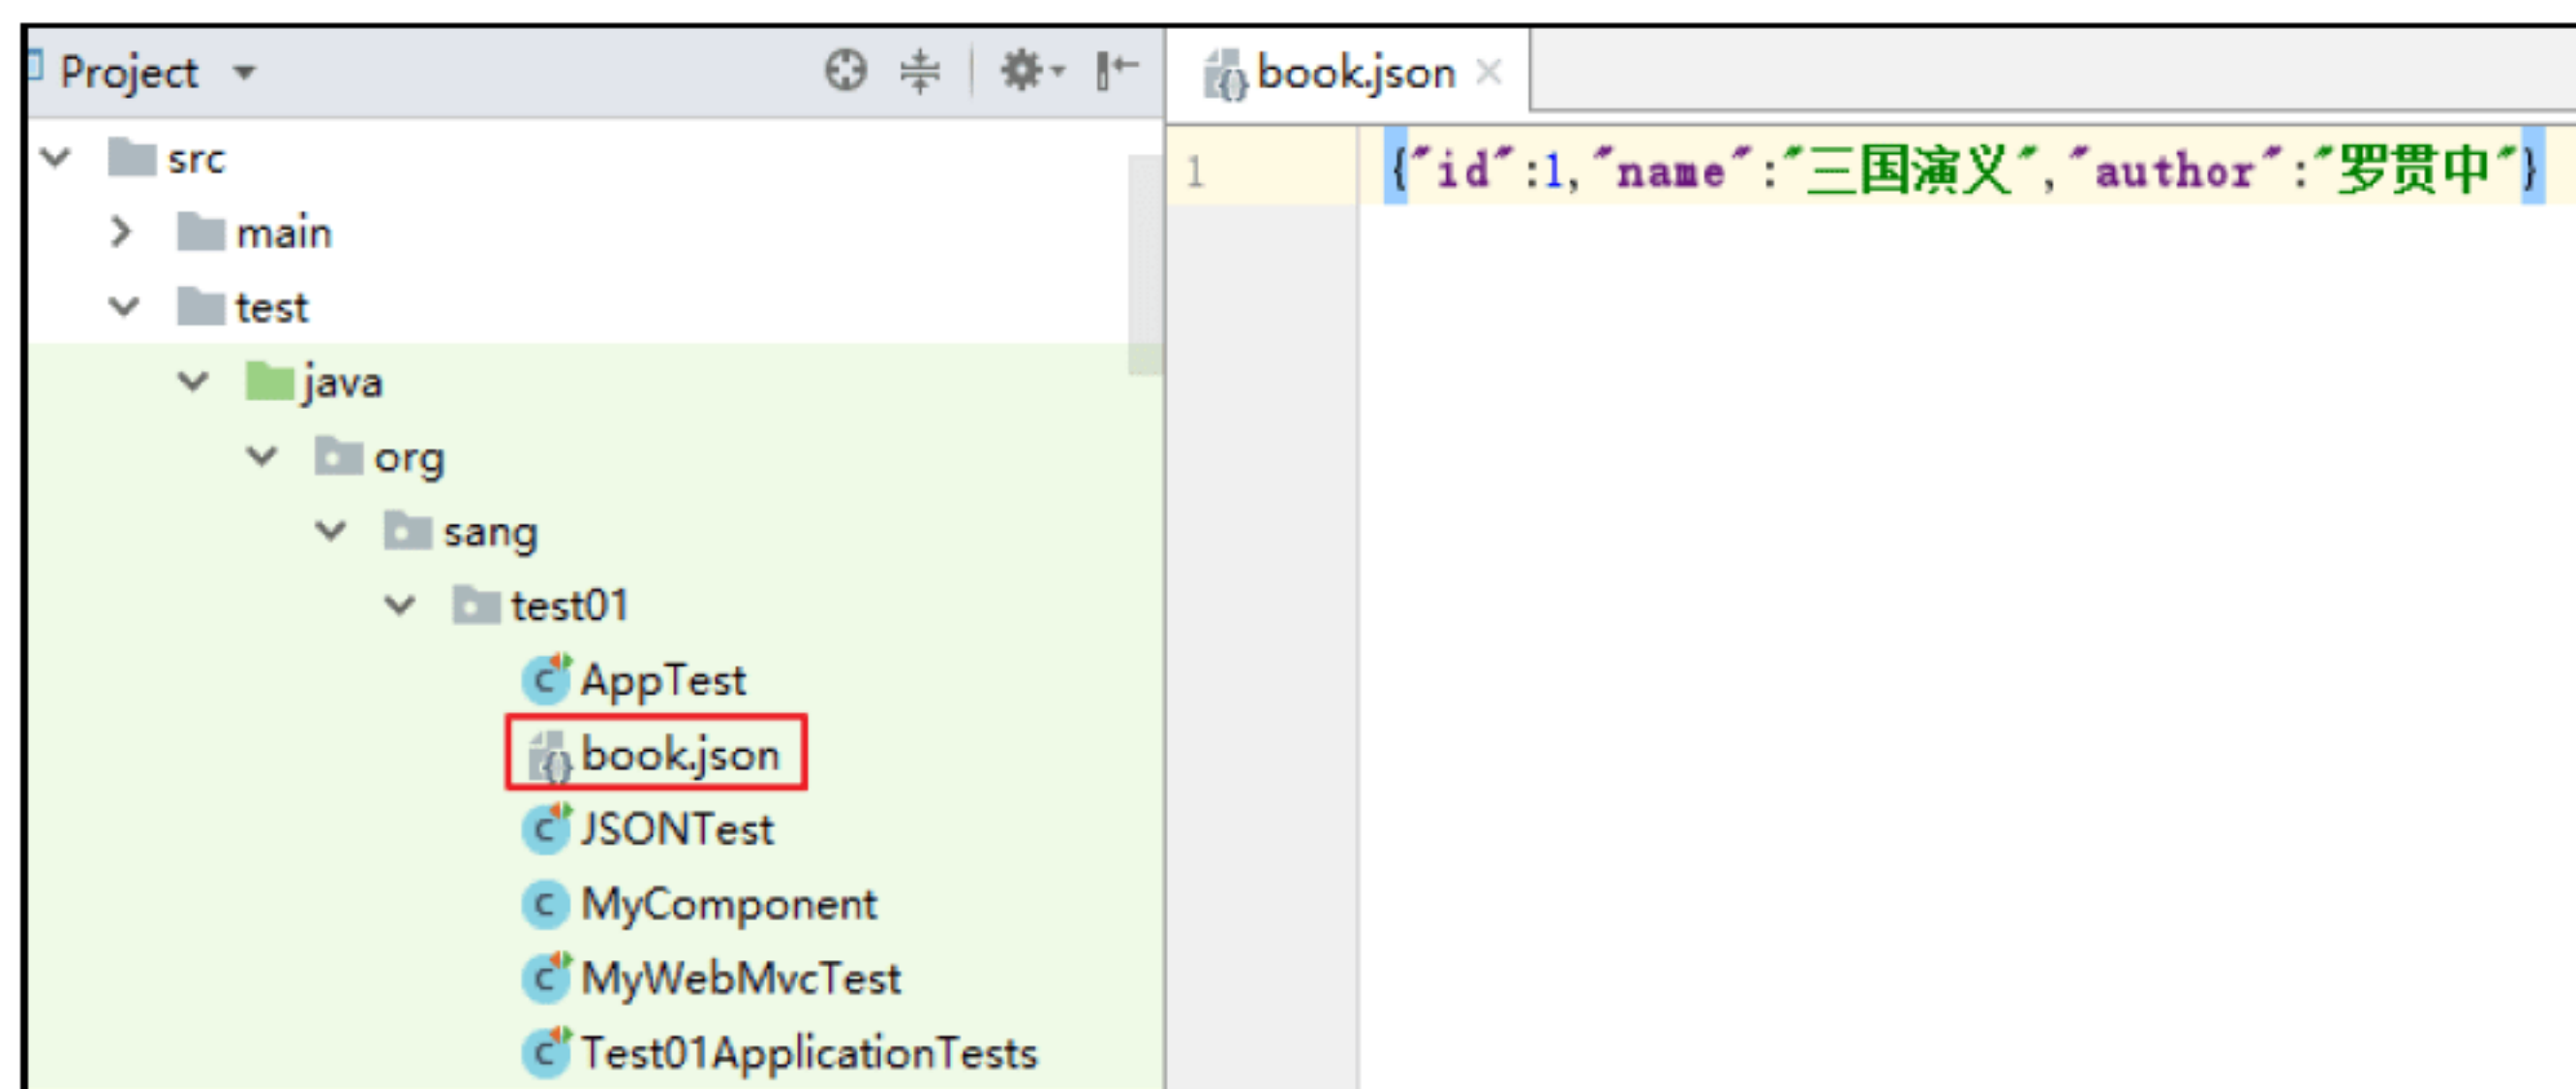 Project
src
main
test
java
org
sang
test01
AppTest
book.json
JSONTest
MyComponent
MyWebMvcTest
Test01ApplicationTests
book.json
1
{"id":1,"name":"三国演义","author":"罗贯中"}